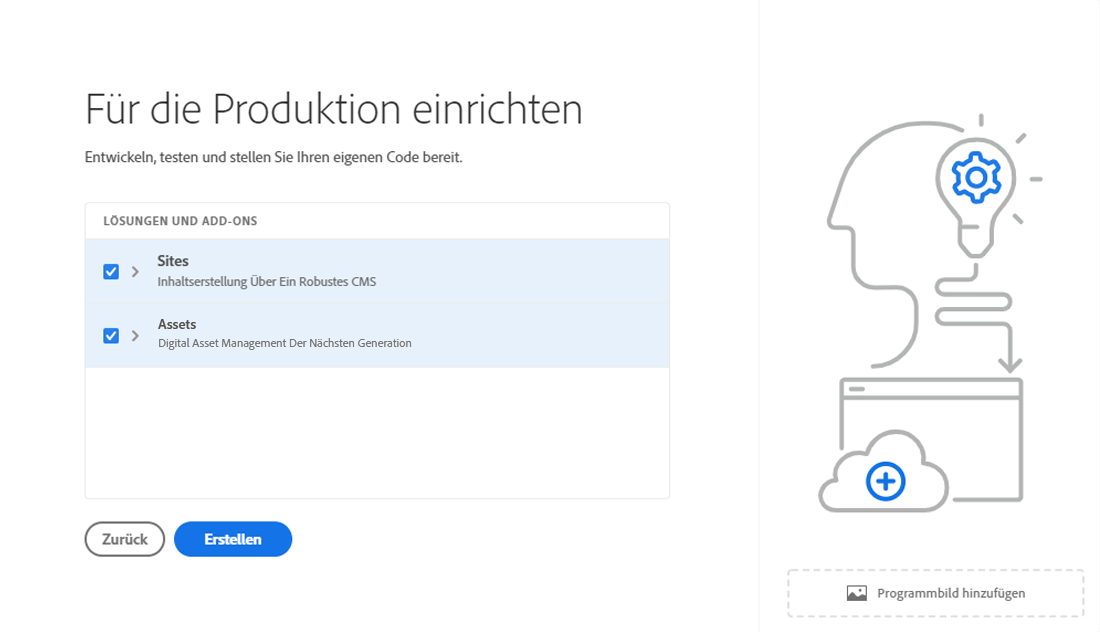 Für die Produktion einrichten
Entwickeln, testen und stellen Sie Ihren eigenen Code bereit.
LÖSUNGEN UND ADD-ONS
Sites
Inhaltserstellung Über Ein Robustes CMS
Assets
Digital Asset Management Der Nächsten Generation
Zurück
Erstellen
Programmbild hinzufügen